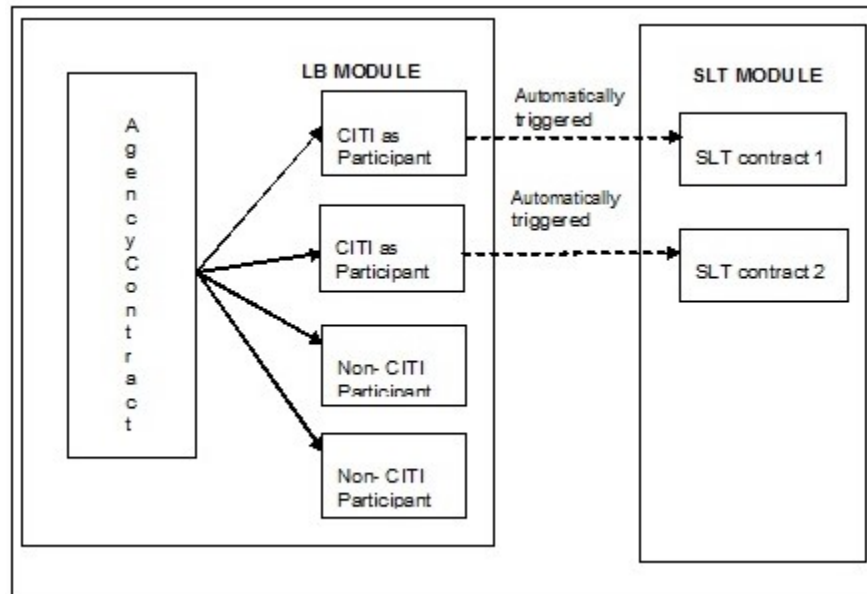 LB MODULE
AgencyContract
CITI as
Participant
CITI as
Participant
Non- CITI
Participant
Non- CITI
Participant
Automatically
triggered
Automatically
triggered
SLT MODULE
SLT contract 1
SLT contract 2